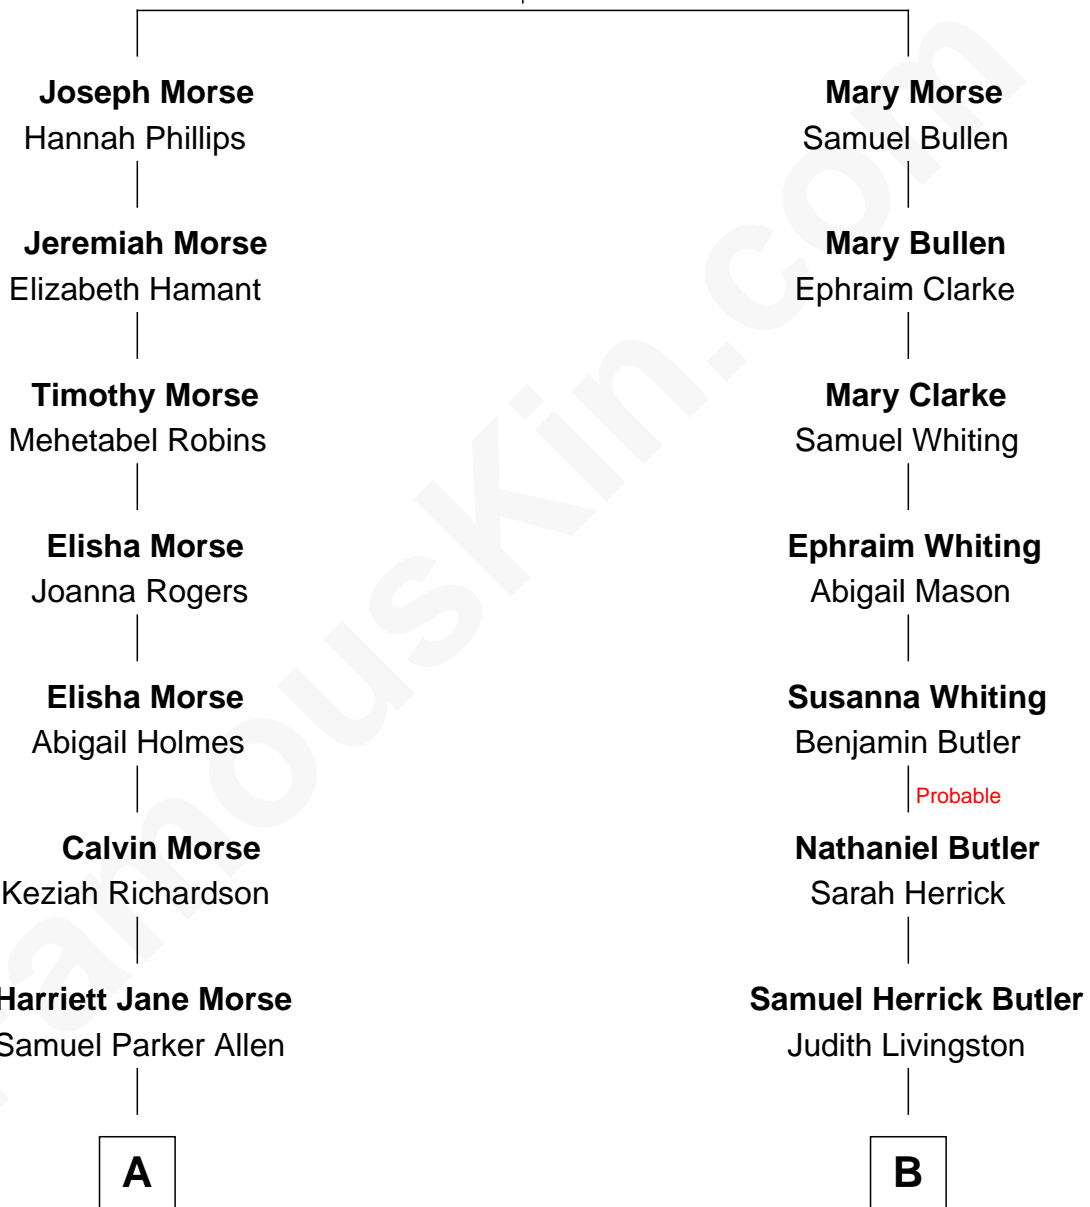 Joseph Morse
Hannah Phillips
Mary Morse
Samuel Bullen
Jeremiah Morse
Elizabeth Hamant
Mary Bullen
Ephraim Clarke
Timothy Morse
Mehetabel Robins
Mary Clarke
Samuel Whiting
Elisha Morse
Joanna Rogers
Ephraim Whiting
Abigail Mason
Elisha Morse
Abigail Holmes
Susanna Whiting
Benjamin Butler
Probable
Calvin Morse
Keziah Richardson
Nathaniel Butler
Sarah Herrick
Harriett Jane Morse
Samuel Parker Allen
Samuel Herrick Butler
Judith Livingston
A
B
FamousKin.com